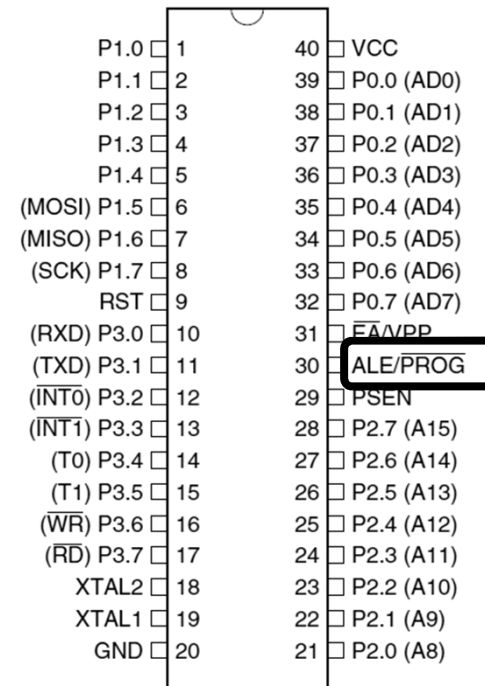 P1.0 1 40 VCC
P1.1 2 39 P0.0 (AD0)
P1.2 3 38 P0.1 (AD1)
P1.3 4 37 P0.2 (AD2)
P1.4 5 36 P0.3 (AD3)
(MOSI) P1.5 6 35 P0.4 (AD4)
(MISO) P1.6 7 34 P0.5 (AD5)
(SCK) P1.7 8 33 P0.6 (AD6)
RST 9 32 P0.7 (AD7)
(RXD) P3.0 10 31 E̅A̅/VPP
(TXD) P3.1 11 30 ALE/P̅R̅O̅G̅
(I̅N̅T̅0̅) P3.2 12 29 PSEN
(I̅N̅T̅1̅) P3.3 13 28 P2.7 (A15)
(T0) P3.4 14 27 P2.6 (A14)
(T1) P3.5 15 26 P2.5 (A13)
(W̅R̅) P3.6 16 25 P2.4 (A12)
(R̅D̅) P3.7 17 24 P2.3 (A11)
XTAL2 18 23 P2.2 (A10)
XTAL1 19 22 P2.1 (A9)
GND 20 21 P2.0 (A8)